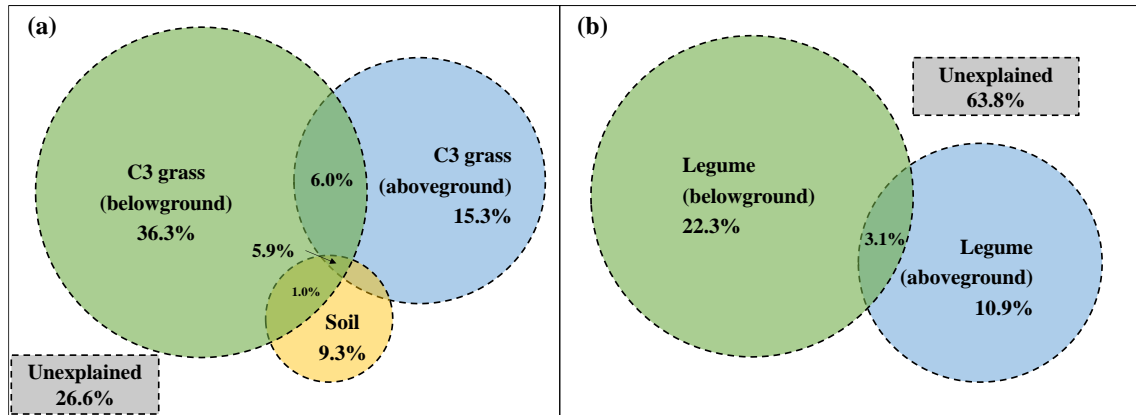 (a)
C3 grass
(belowground)
36.3%
6.0%
C3 grass
(aboveground)
15.3%
5.9%
1.0%
Soil
9.3%
Unexplained
26.6%
(b)
Unexplained
63.8%
Legume
(belowground)
22.3%
3.1%
Legume
(aboveground)
10.9%